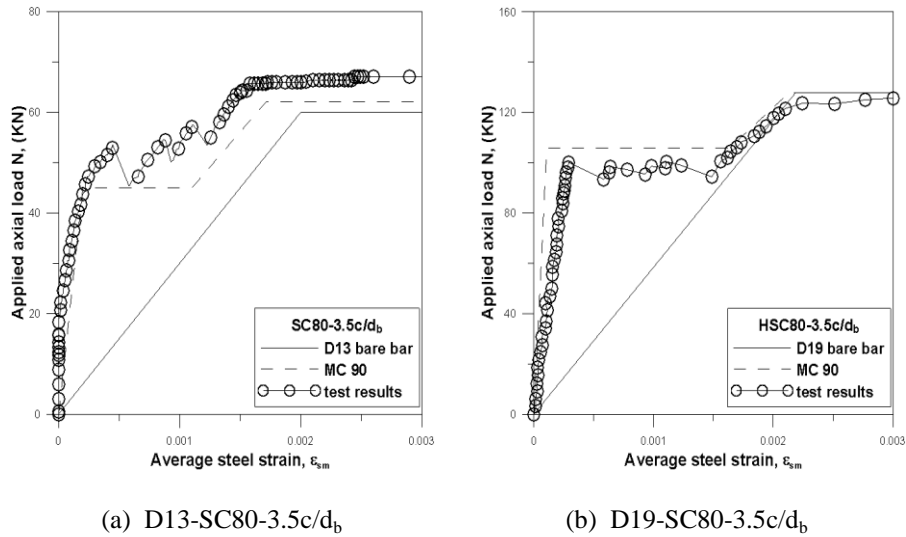 80
60
40
20
0
Applied axial load N, (KN)
SC80-3.5c/db
D13 bare bar
MC 90
test results
0
0.001
0.002
0.003
Average steel strain, εsm
(a) D13-SC80-3.5c/db
160
120
80
40
0
Applied axial load N, (KN)
HSC80-3.5c/db
D19 bare bar
MC 90
test results
0
0.001
0.002
0.003
Average steel strain, εsm
(b) D19-SC80-3.5c/db